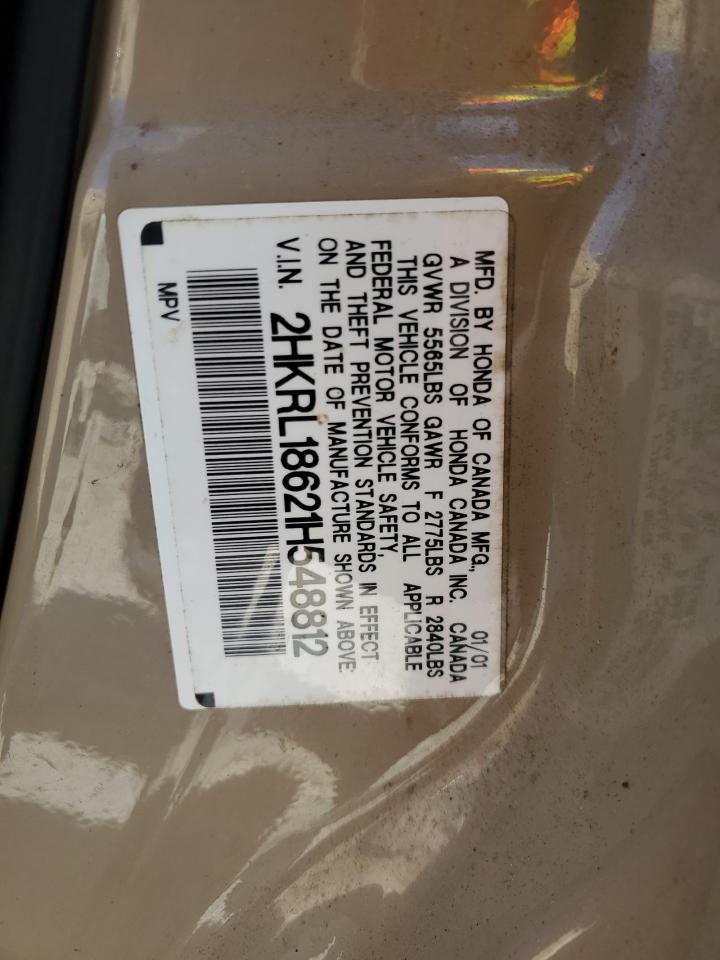 MFD. BY HONDA OF CANADA MFG., 01/01
A DIVISION OF HONDA CANADA INC. CANADA
GVWR 5565LBS GAWR F 2775LBS R 2840LBS
THIS VEHICLE CONFORMS TO ALL APPLICABLE
FEDERAL MOTOR VEHICLE SAFETY,
AND THEFT PREVENTION STANDARDS IN EFFECT
ON THE DATE OF MANUFACTURE SHOWN ABOVE:
V.I.N. 2HKRL18621H548812
MPV